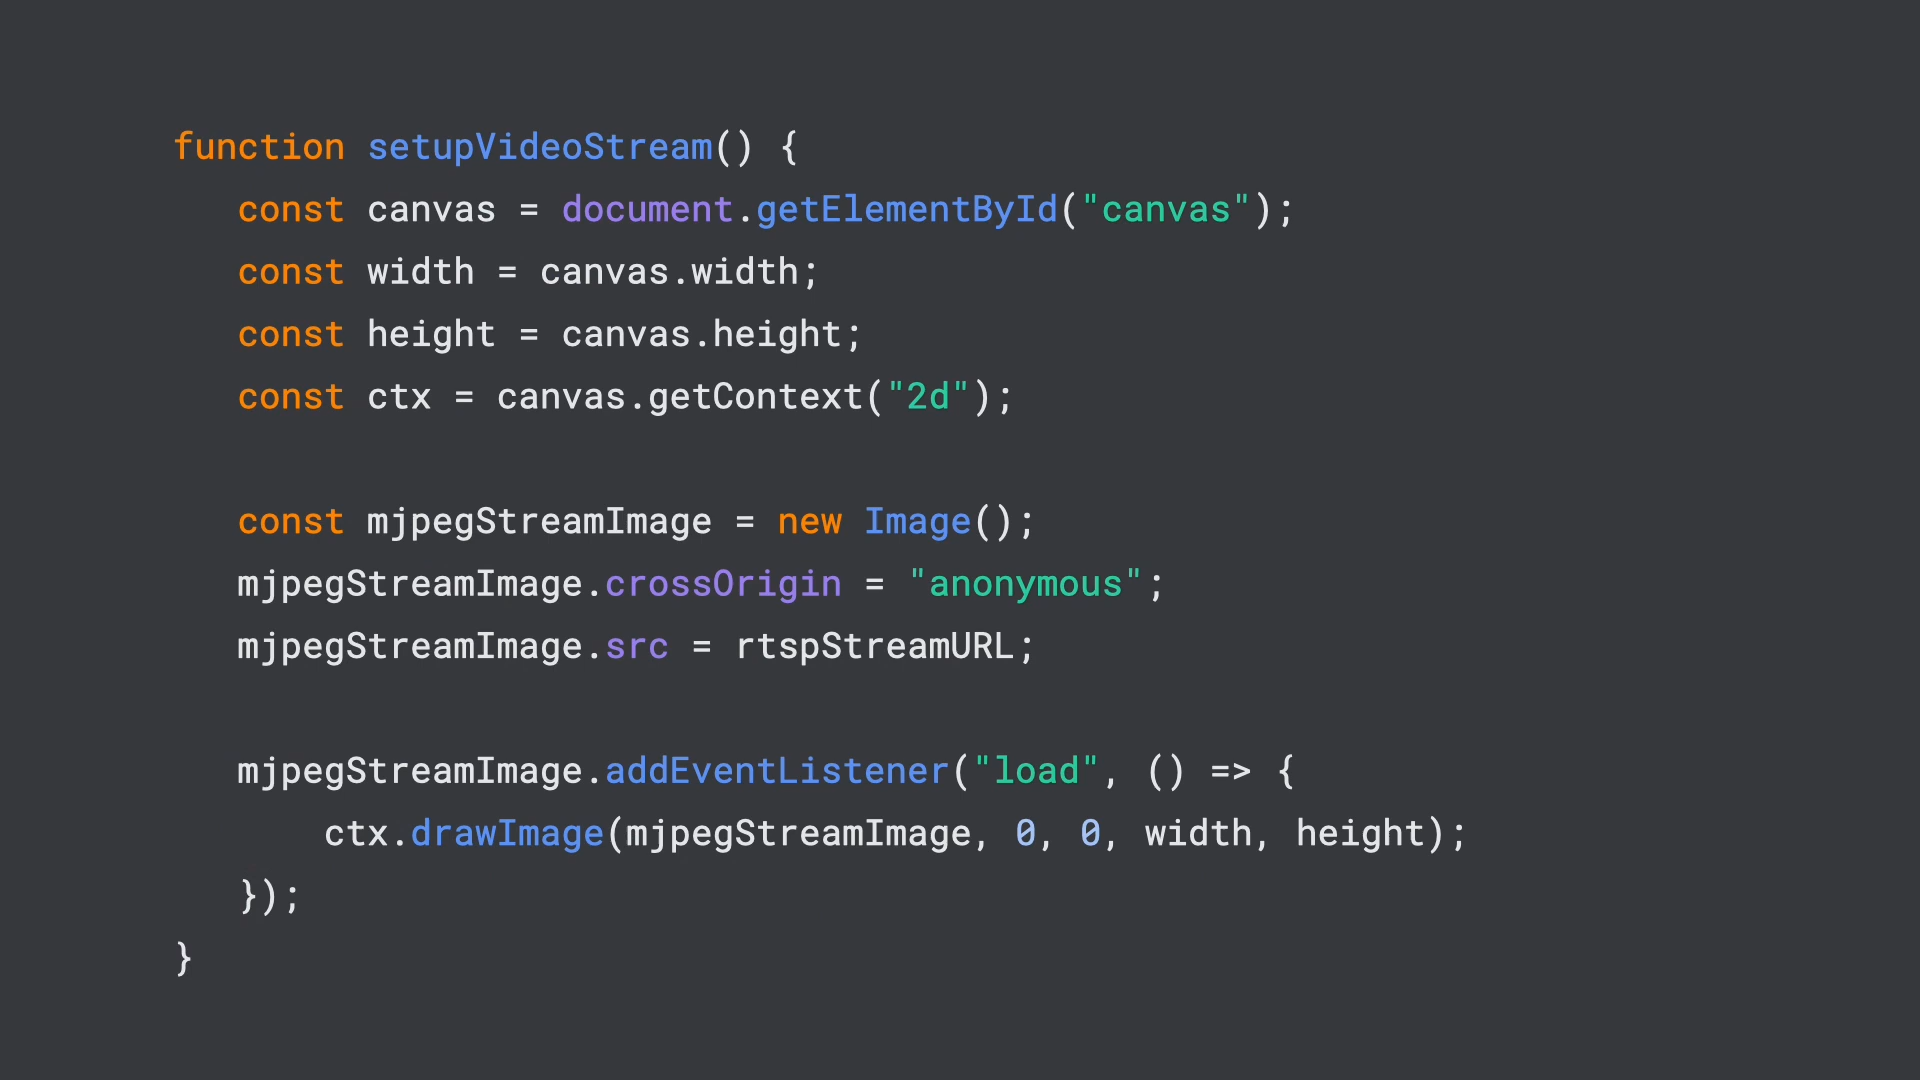 function setupVideoStream() {
const canvas = document.getElementById("canvas");
const width = canvas.width;
const height = canvas.height;
const ctx = canvas.getContext("2d");
const mjpegStreamImage = new Image();
mjpegStreamImage.crossOrigin = "anonymous";
mjpegStreamImage.src = rtspStreamURL;
mjpegStreamImage.addEventListener("load", () => {
ctx.drawImage(mjpegStreamImage, 0, 0, width, height);
});
}